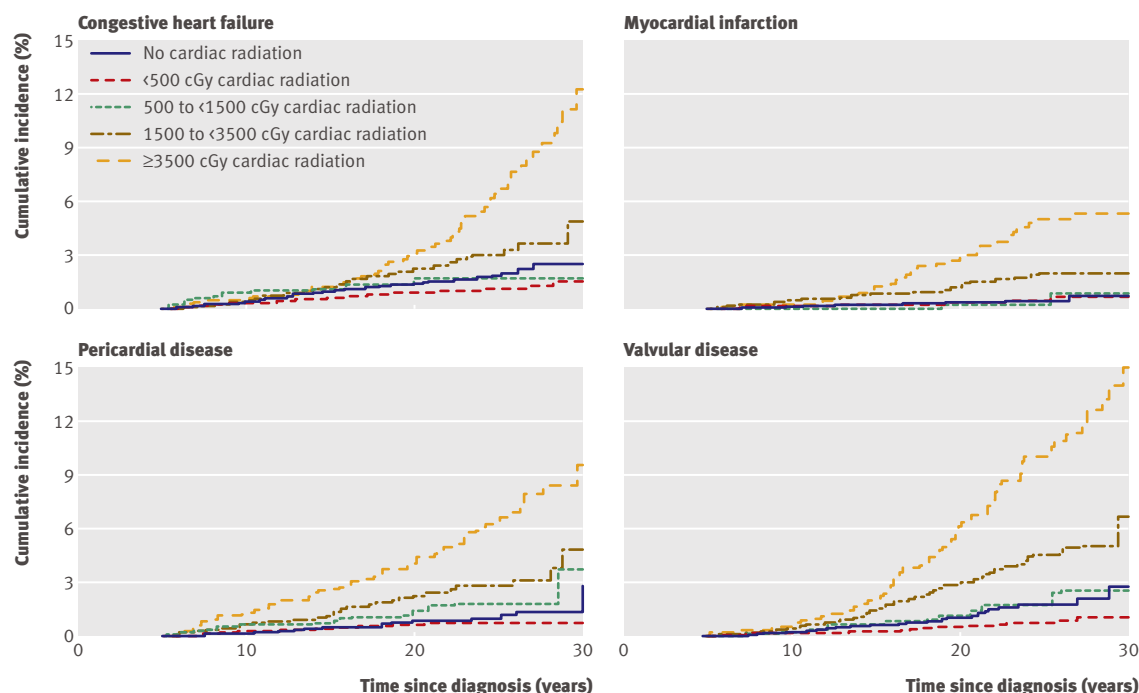 Congestive heart failure
Myocardial infarction
Cumulative incidence (%)
15
12
9
6
3
0
No cardiac radiation
<500 cGy cardiac radiation
500 to <1500 cGy cardiac radiation
1500 to <3500 cGy cardiac radiation
≥3500 cGy cardiac radiation
Pericardial disease
Valvular disease
Cumulative incidence (%)
15
12
9
6
3
0
0
10
20
30
0
10
20
30
Time since diagnosis (years)
Time since diagnosis (years)